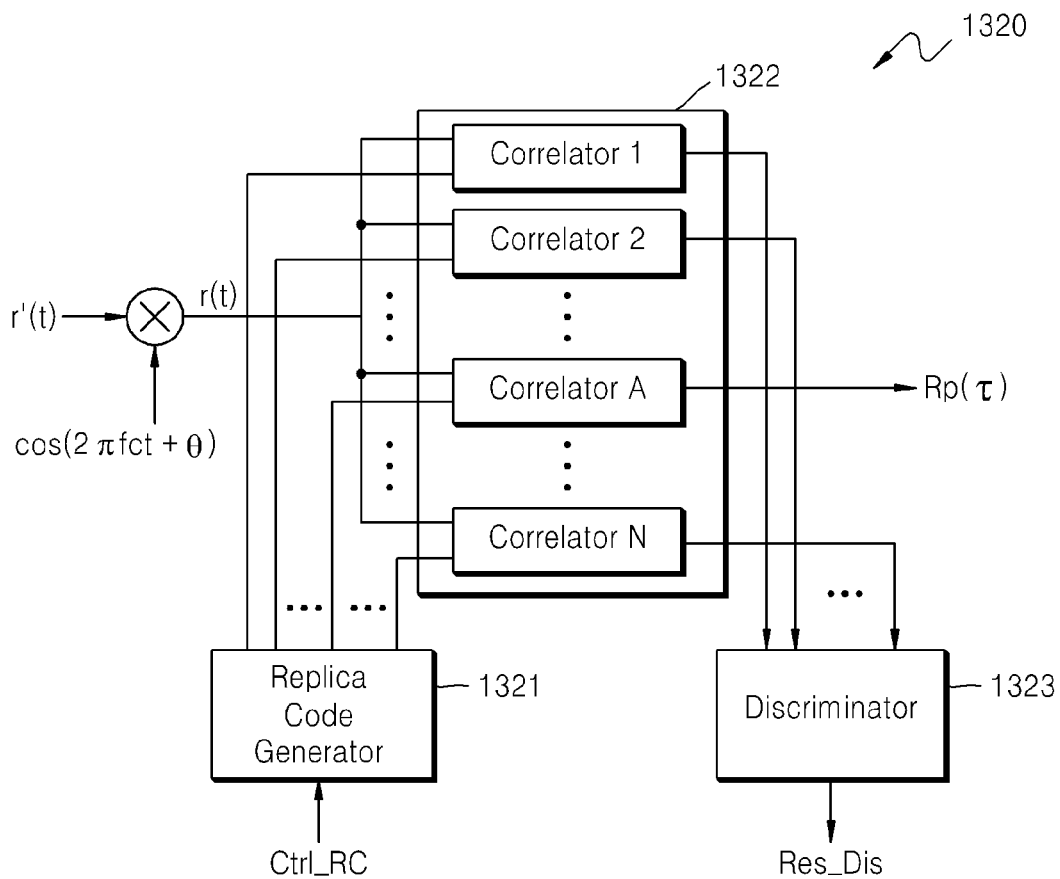 1320
1322
Correlator 1
Correlator 2
r'(t)
r(t)
cos(2 πfct + θ)
Correlator A
Rp(τ)
Correlator N
Replica
Code
Generator
1321
Discriminator
1323
Ctrl_RC
Res_Dis